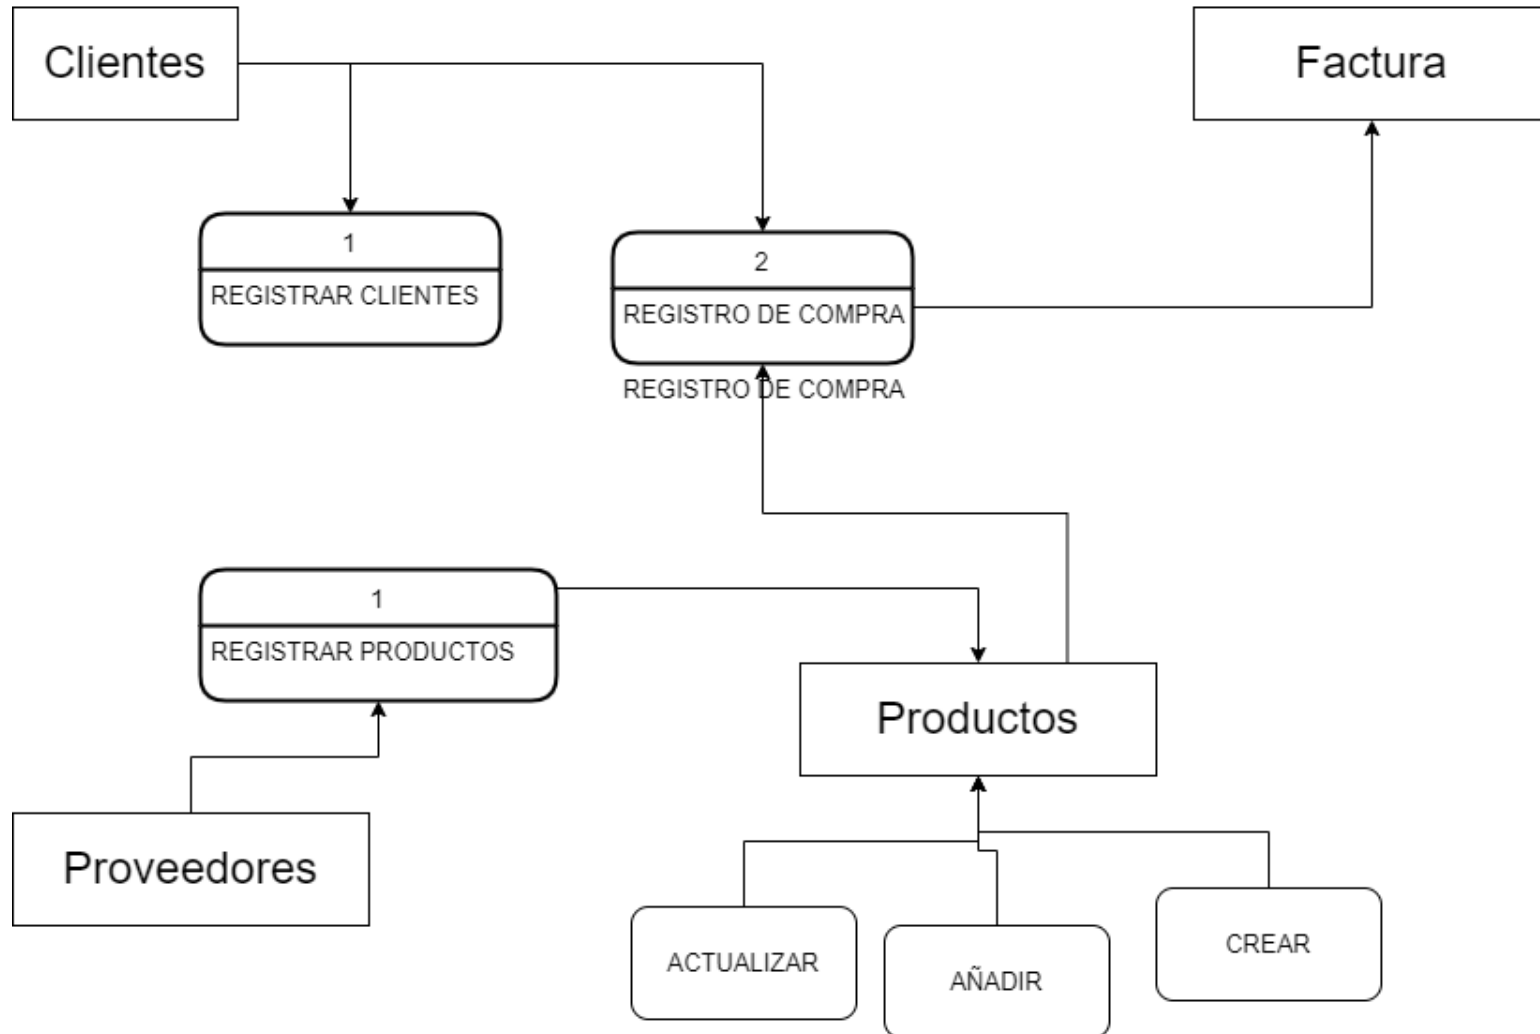 Clientes
Factura
1
REGISTRAR CLIENTES
2
REGISTRO DE COMPRA
REGISTRO DE COMPRA
1
REGISTRAR PRODUCTOS
Productos
Proveedores
ACTUALIZAR
AÑADIR
CREAR